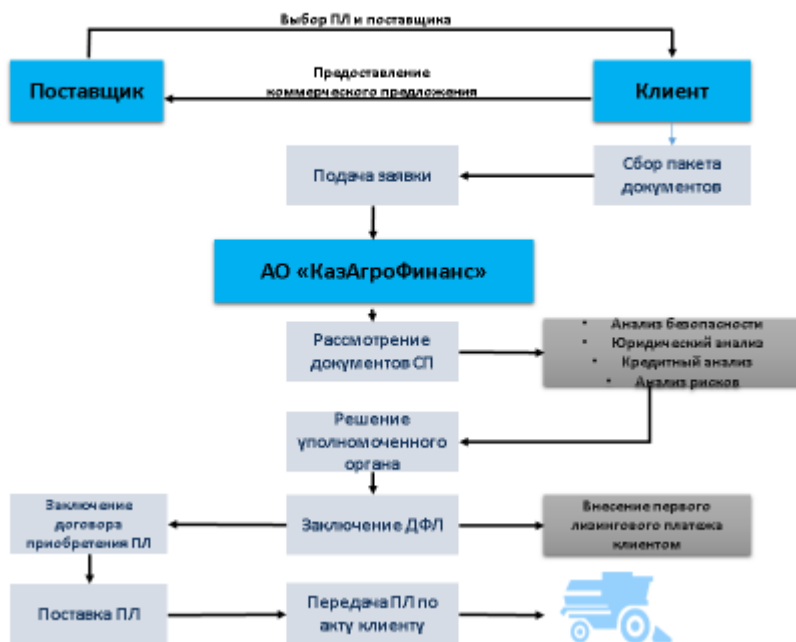 Выбор ПЛ и поставщика
Поставщик
Предоставление
коммерческого предложения
Клиент
Подача заявки
Сбор пакета
документов
АО «КазАгроФинанс»
Рассмотрение
документов СП
• Анализ безопасности
• Юридический анализ
• Кредитный анализ
• Анализ рисков
Решение
уполномоченного
органа
Заключение
договора
приобретения ПЛ
Заключение ДФЛ
Внесение первого
лизингового платежа
клиентом
Поставка ПЛ
Передача ПЛ по
акту клиенту